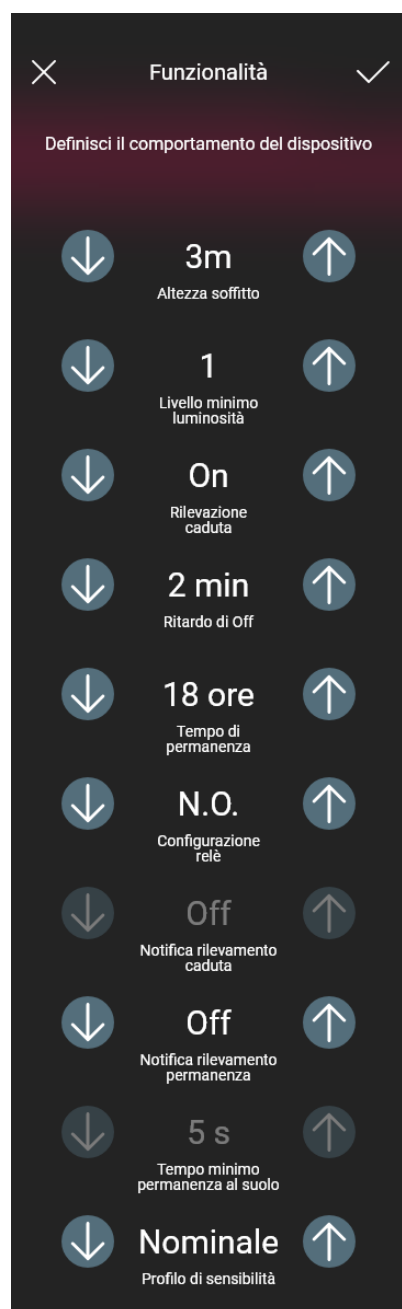 Funzionalità
Definisci il comportamento del dispositivo
3m
Altezza soffitto
1
Livello minimo
luminosità
On
Rilevazione
caduta
2 min
Ritardo di Off
18 ore
Tempo di
permanenza
N.O.
Configurazione
relè
Off
Notifica rilevamento
caduta
Off
Notifica rilevamento
permanenza
5 s
Tempo minimo
permanenza al suolo
Nominale
Profilo di sensibilità